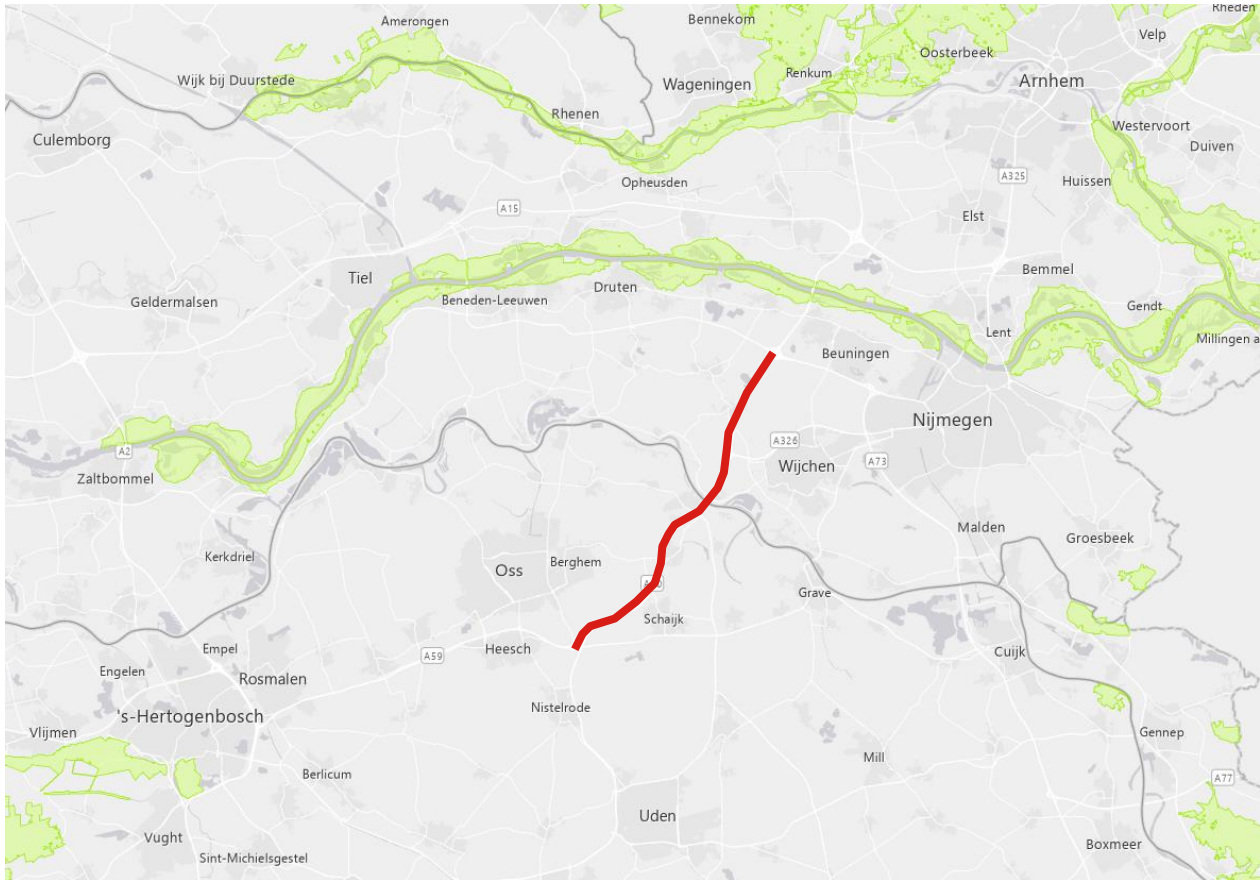 Rheden
Amerongen
Bennekom
Velp
Oosterbeek
Renkum
Wijk bij Duurstede
Wageningen
Arnhem
Rhenen
Westervoort
Culemborg
Duiven
A325
Opheusden
Huissen
A15
Elst
Bemmel
Tiel
Druten
Beneden-Leeuwen
Geldermalsen
Gendt
Lent
Millingen a
Beuningen
Nijmegen
A326
A2
Wijchen
A73
Zaltbommel
Malden
Groesbeek
Kerkdriel
Berghem
Oss
Grave
Schaijk
Empel
Heesch
A59
Cuijk
Engelen
Rosmalen
Nistelrode
's-Hertogenbosch
Vlijmen
Gennep
Mill
Berlicum
A77
Uden
Vught
Boxmeer
Sint-Michielsgestel